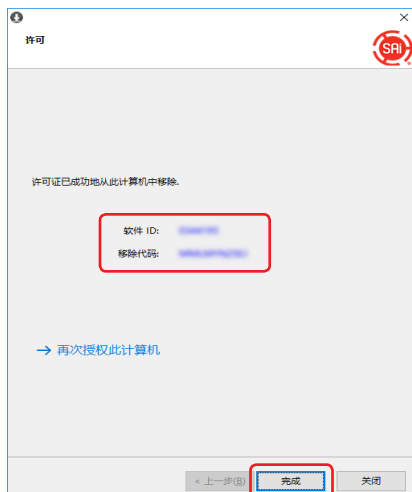 许可
SAi
许可证已成功地从此计算机中移除.
软件 ID:
移除代码:
→ 再次授权此计算机
< 上一步(B)
完成
关闭